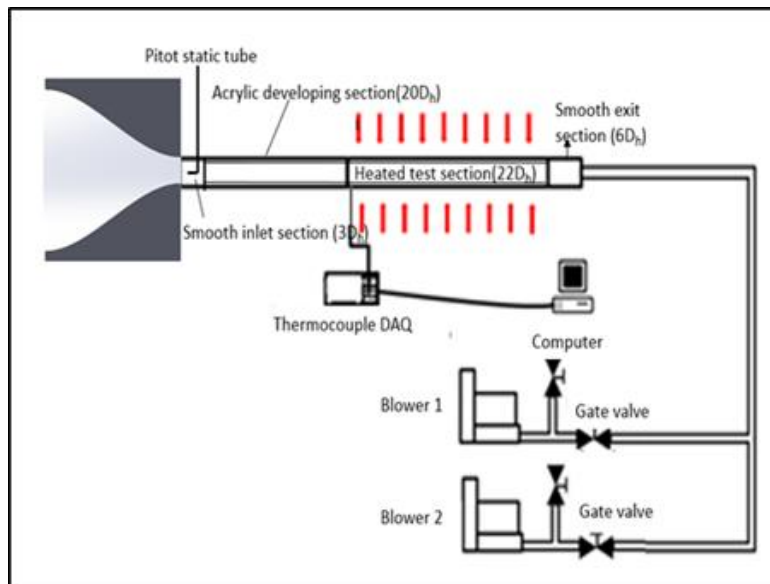 Pitot static tube
Acrylic developing section(20Dₕ)
Smooth exit
section (6Dₕ)
Heated test section(22Dₕ)
Smooth inlet section (3Dₕ)
Thermocouple DAQ
Computer
Blower 1
Gate valve
Blower 2
Gate valve